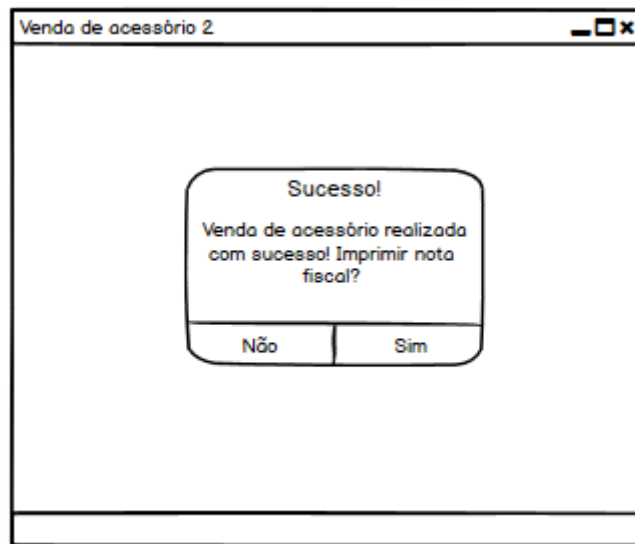 Venda de acessório 2
Sucesso!
Venda de acessório realizada
com sucesso! Imprimir nota
fiscal?
Não
Sim